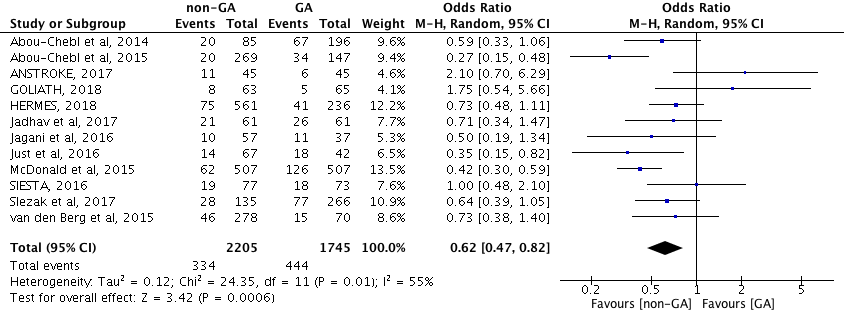 non-GA GA Odds Ratio Odds Ratio
Study or Subgroup Events Total Events Total Weight M-H, Random, 95% CI M-H, Random, 95% CI
Abou-Chebl et al, 2014 20 85 67 196 9.6% 0.59 [0.33, 1.06]
Abou-Chebl et al, 2015 20 269 34 147 9.4% 0.27 [0.15, 0.48]
ANSTROKE, 2017 11 45 6 45 4.9% 2.10 [0.70, 6.29]
GOLIATH, 2018 8 63 5 65 4.5% 1.75 [0.54, 5.66]
HERMES, 2018 75 561 41 236 12.2% 0.73 [0.48, 1.11]
Jadhav et al, 2017 21 61 26 61 8.1% 0.71 [0.34, 1.47]
Jagani et al, 2016 10 57 11 37 5.8% 0.50 [0.19, 1.34]
Just et al, 2016 14 67 18 42 6.9% 0.35 [0.15, 0.82]
McDonald et al, 2015 62 507 126 507 13.5% 0.42 [0.30, 0.59]
SIESTA, 2016 19 77 18 73 7.9% 1.00 [0.48, 2.10]
Slezak et al, 2017 28 135 77 266 10.9% 0.64 [0.39, 1.05]
van den Berg et al, 2015 46 278 15 70 8.6% 0.73 [0.38, 1.40]
Total (95% CI) 2205 1745 100.0% 0.62 [0.47, 0.82]
Total events 334 444
Heterogeneity: Tau² = 0.12; Chi² = 24.35, df = 11 (P = 0.01); I² = 55%
Test for overall effect: Z = 3.42 (P = 0.0006)
0.2 0.5 1 2 5
Favours [non-GA] Favours [GA]